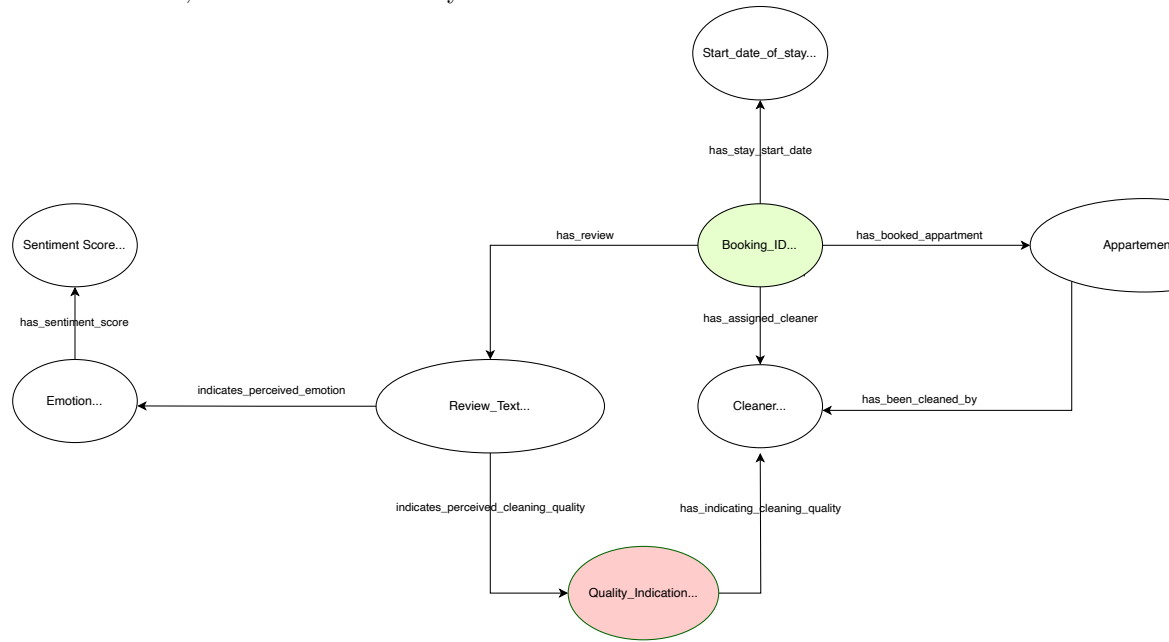 Start_date_of_stay...
has_stay_start_date
Sentiment Score...
has_review
Booking_ID...
has_booked_appartment
Appartemen
has_sentiment_score
has_assigned_cleaner
Emotion...
indicates_perceived_emotion
Review_Text...
Cleaner...
has_been_cleaned_by
indicates_perceived_cleaning_quality
has_indicating_cleaning_quality
Quality_Indication...